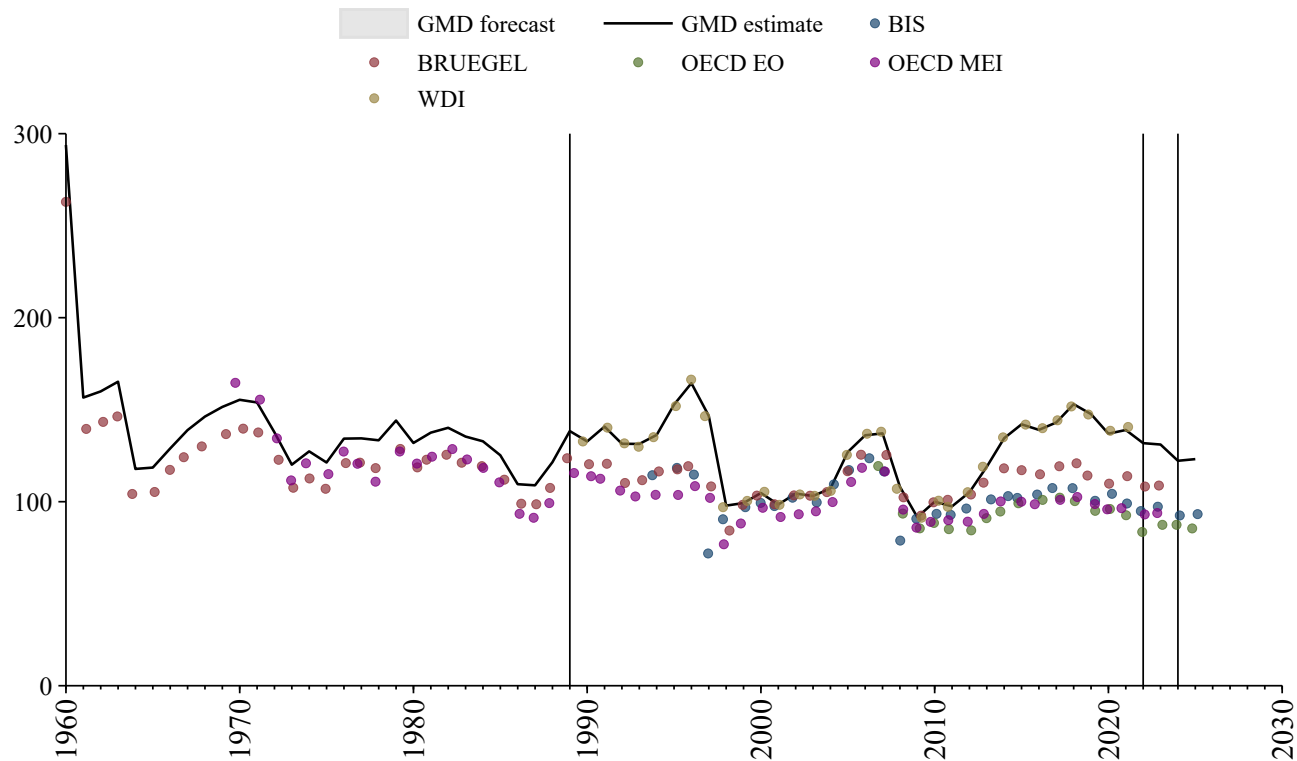 GMD forecast GMD estimate BIS
BRUEGEL OECD EO OECD MEI
WDI
300
200
100
0
1960 1970 1980 1990 2000 2010 2020 2030